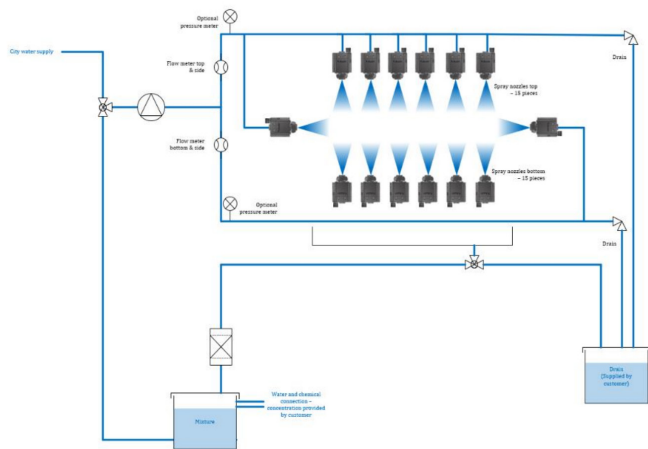 Optional
pressure meter
City water supply
Flow meter top
& side
Drain
Spray nozzles top
– 15 pieces
Flow meter
bottom & side
Spray nozzles bottom
– 15 pieces
Optional
pressure meter
Drain
Drain
(Supplied by
customer)
Water and chemical
connection –
concentration provided
by customer
Mixture